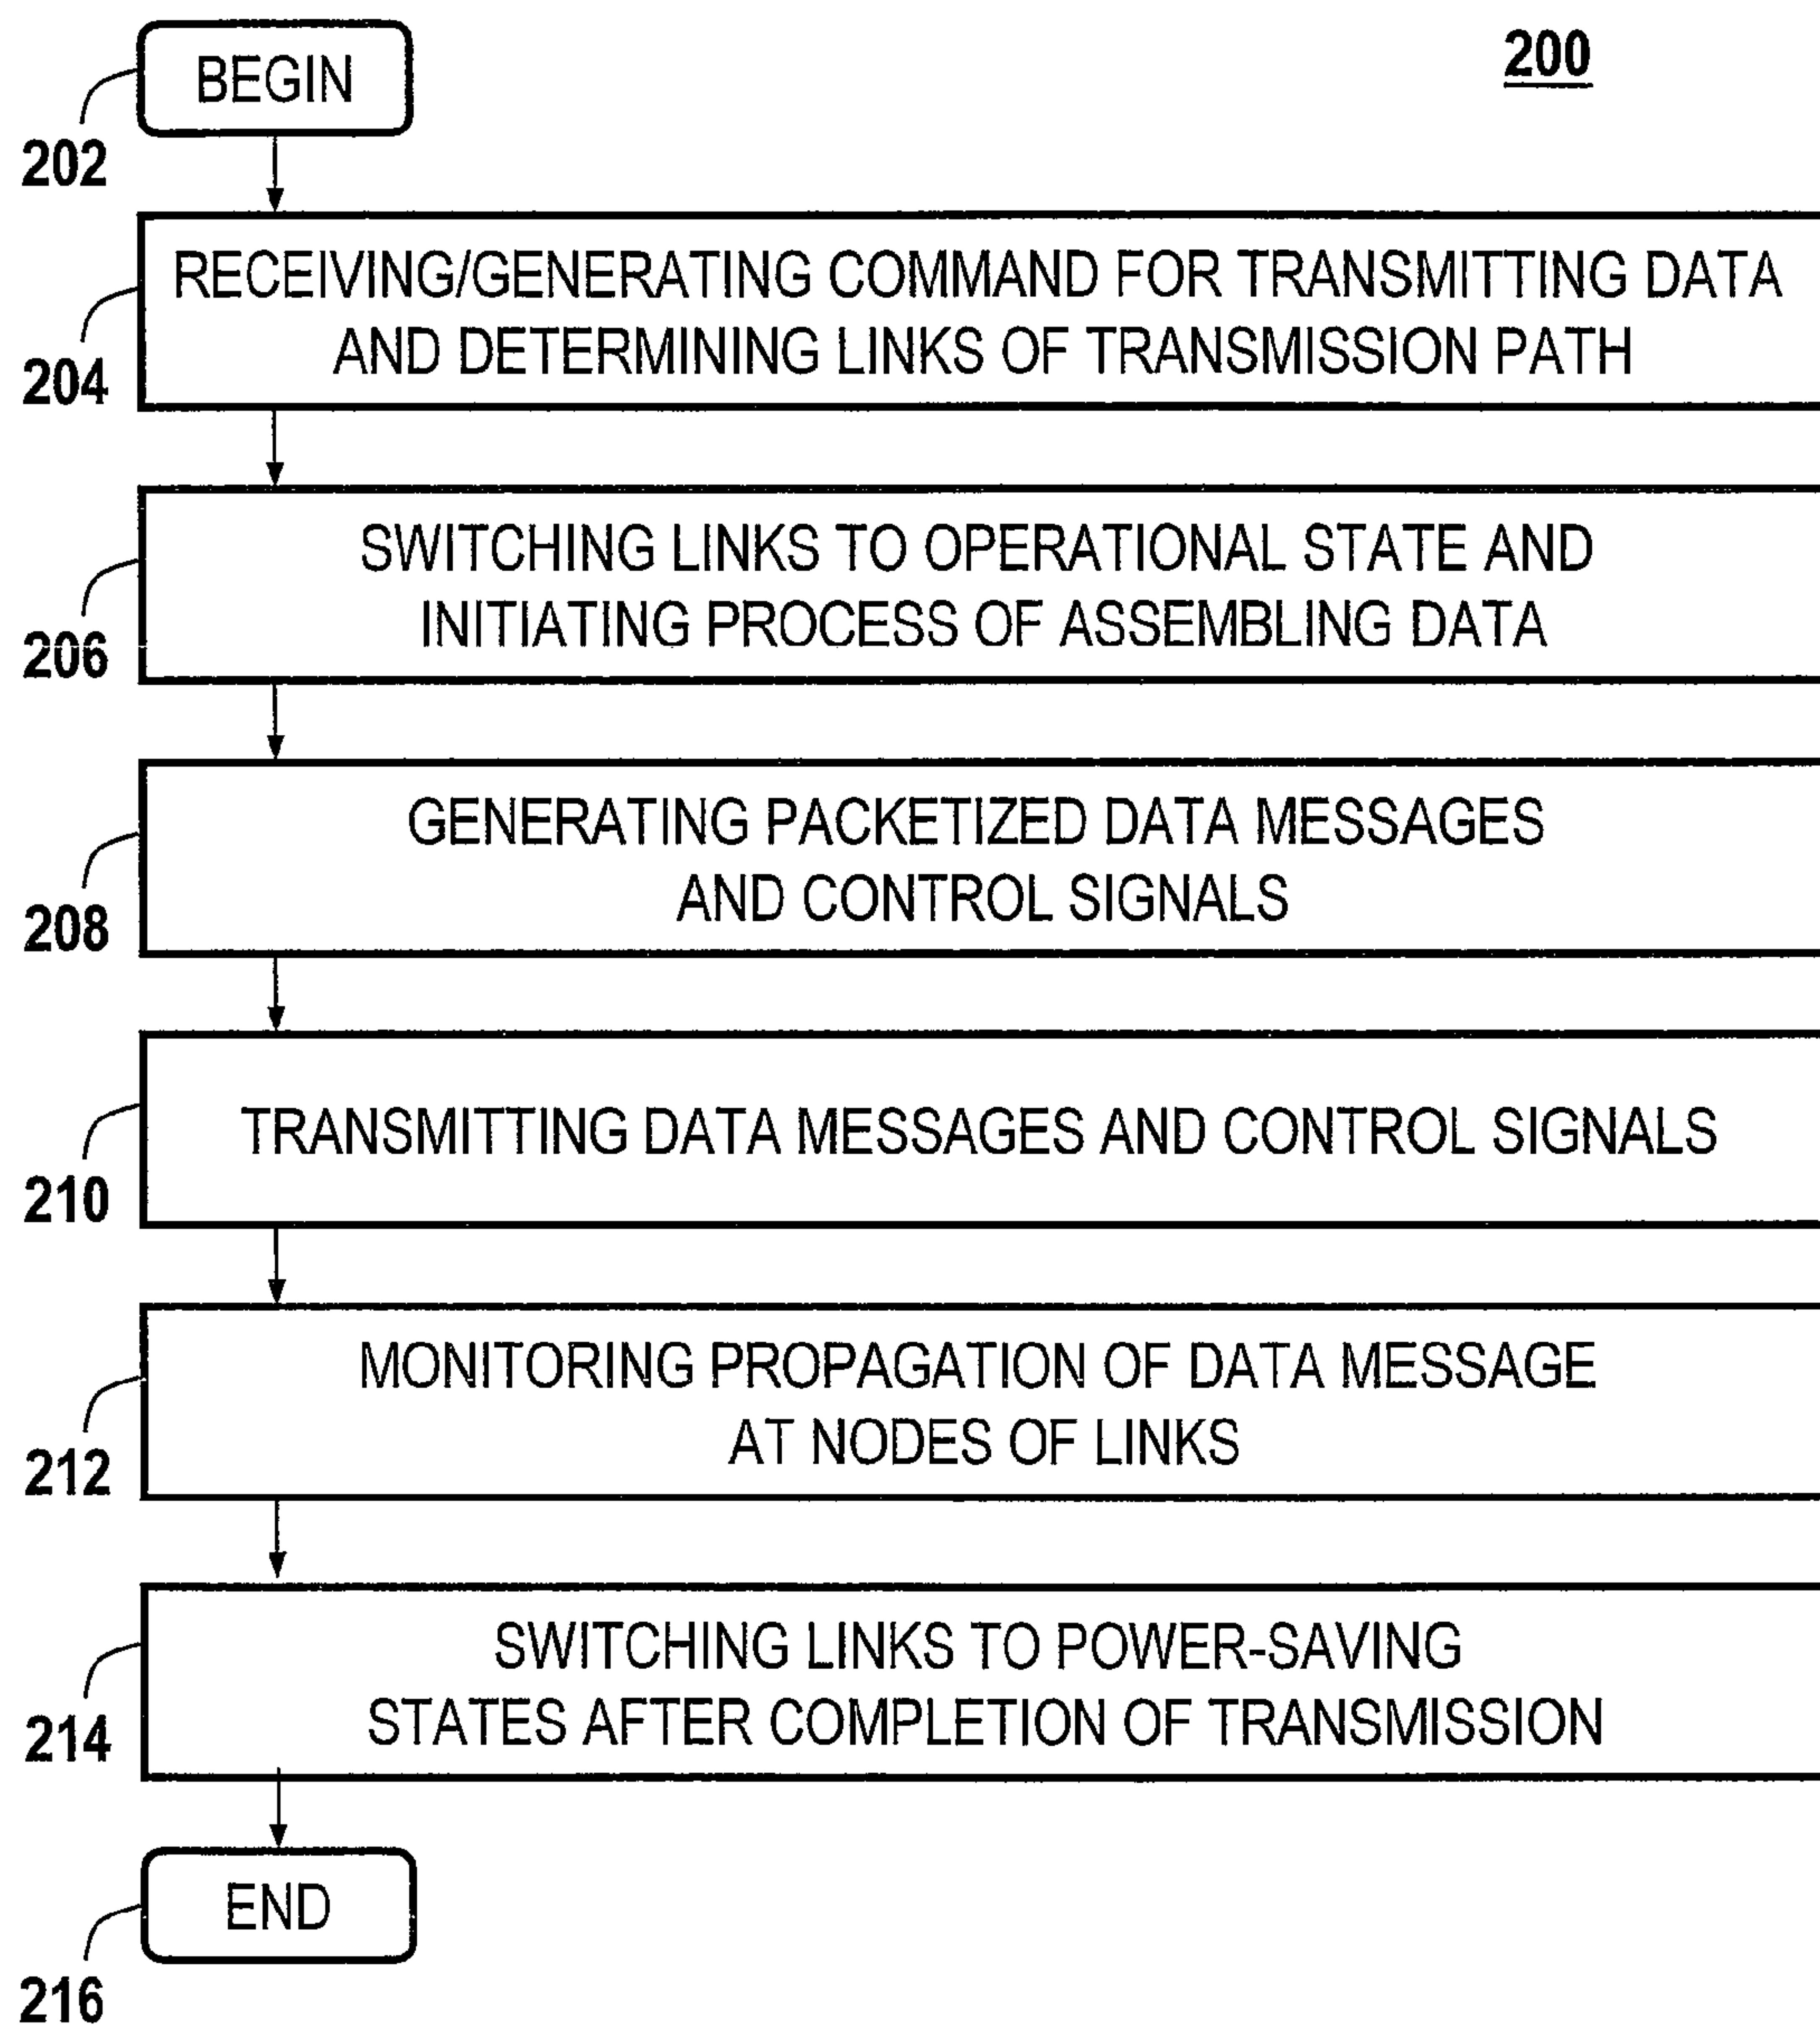 200
BEGIN
202
RECEIVING/GENERATING COMMAND FOR TRANSMITTING DATA
AND DETERMINING LINKS OF TRANSMISSION PATH
204
SWITCHING LINKS TO OPERATIONAL STATE AND
INITIATING PROCESS OF ASSEMBLING DATA
206
GENERATING PACKETIZED DATA MESSAGES
AND CONTROL SIGNALS
208
TRANSMITTING DATA MESSAGES AND CONTROL SIGNALS
210
MONITORING PROPAGATION OF DATA MESSAGE
AT NODES OF LINKS
212
SWITCHING LINKS TO POWER-SAVING
STATES AFTER COMPLETION OF TRANSMISSION
214
END
216